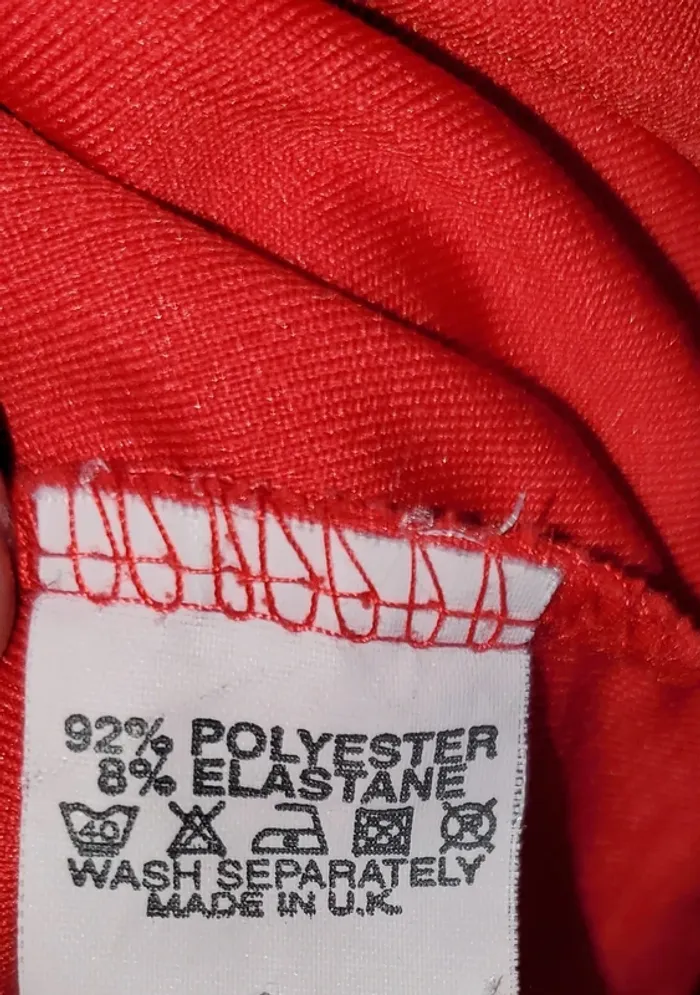 92% POLYESTER
8% ELASTANE
40
WASH SEPARATELY
MADE IN U.K.